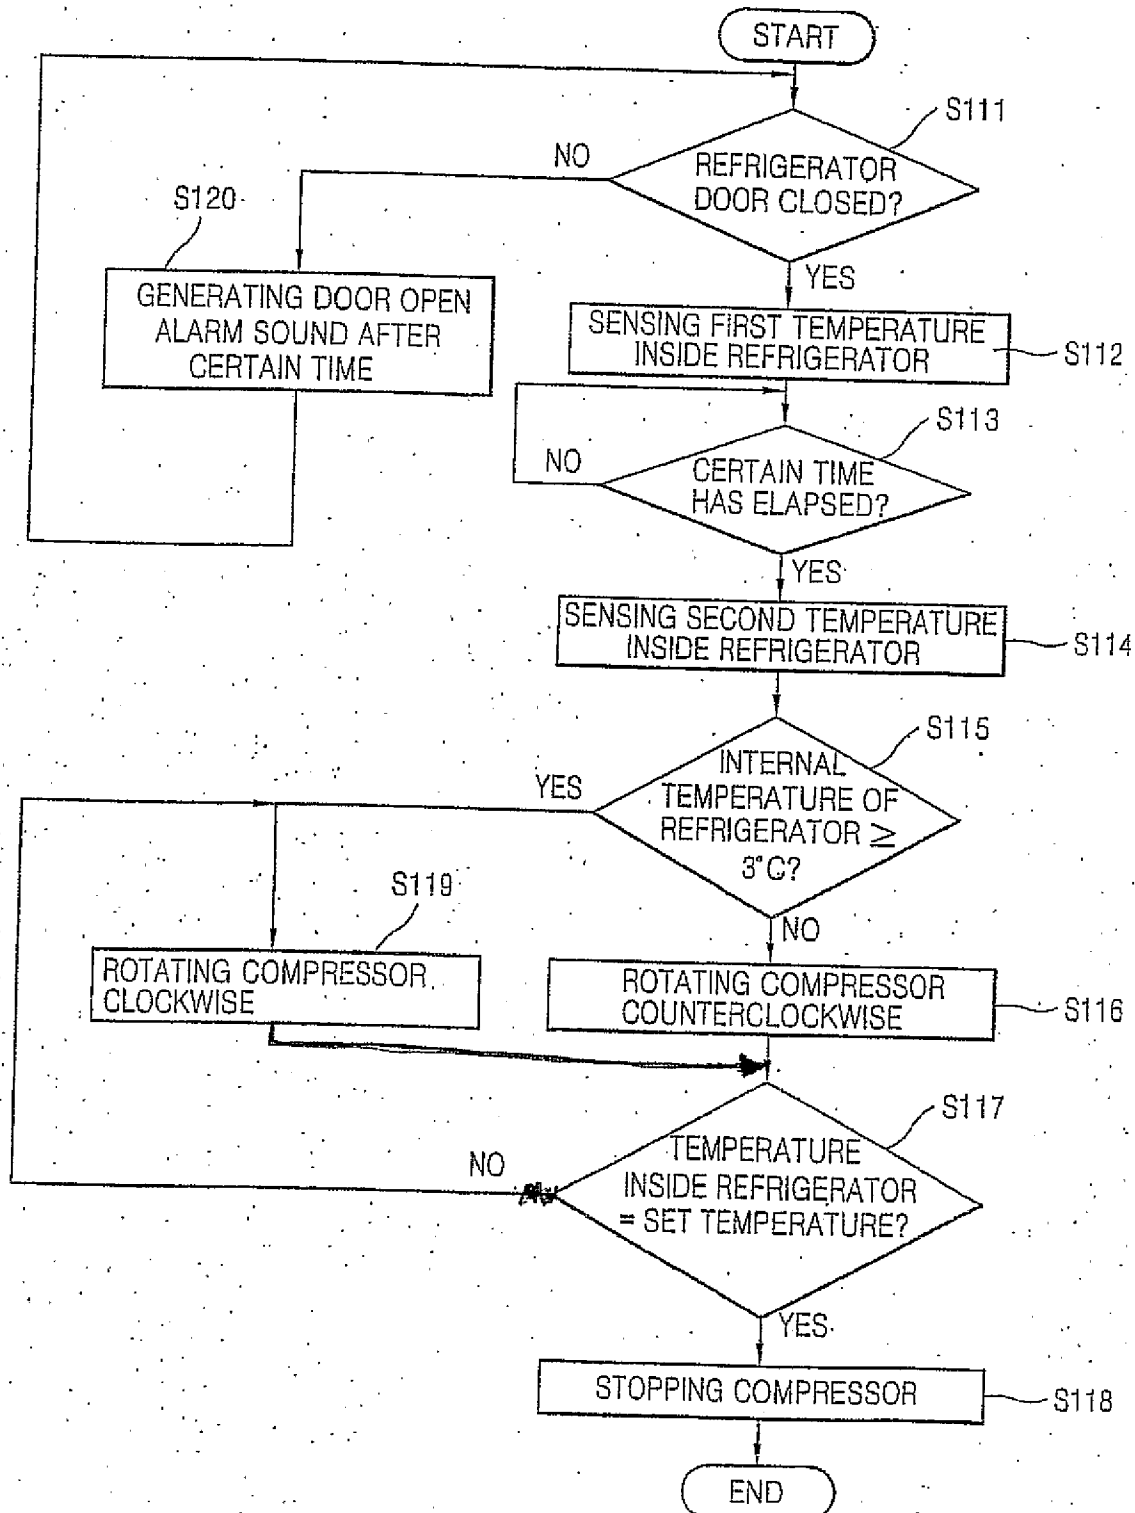 START
S111
REFRIGERATOR
DOOR CLOSED?
NO
YES
S120
GENERATING DOOR OPEN
ALARM SOUND AFTER
CERTAIN TIME
SENSING FIRST TEMPERATURE
INSIDE REFRIGERATOR
S112
S113
CERTAIN TIME
HAS ELAPSED?
NO
YES
SENSING SECOND TEMPERATURE
INSIDE REFRIGERATOR
S114
S115
INTERNAL
TEMPERATURE OF
REFRIGERATOR ≥
3°C?
YES
NO
S119
ROTATING COMPRESSOR
CLOCKWISE
ROTATING COMPRESSOR
COUNTERCLOCKWISE
S116
S117
TEMPERATURE
INSIDE REFRIGERATOR
= SET TEMPERATURE?
NO
YES
STOPPING COMPRESSOR
S118
END